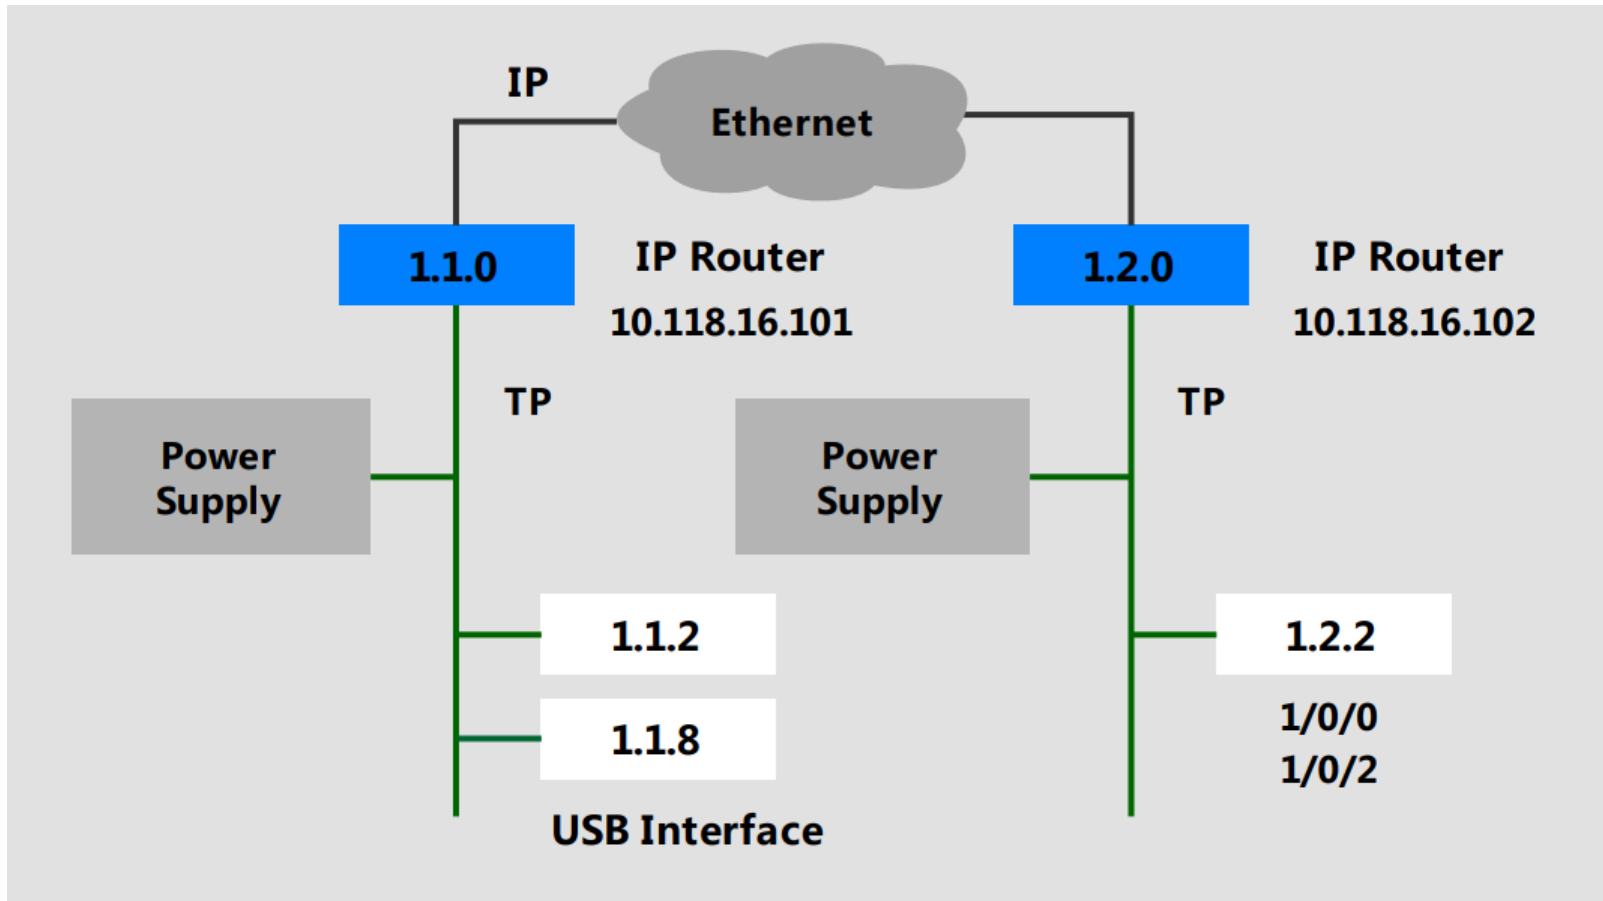 IP
Ethernet
1.1.0
IP Router
10.118.16.101
1.2.0
IP Router
10.118.16.102
TP
TP
Power
Supply
Power
Supply
1.1.2
1.1.8
USB Interface
1.2.2
1/0/0
1/0/2